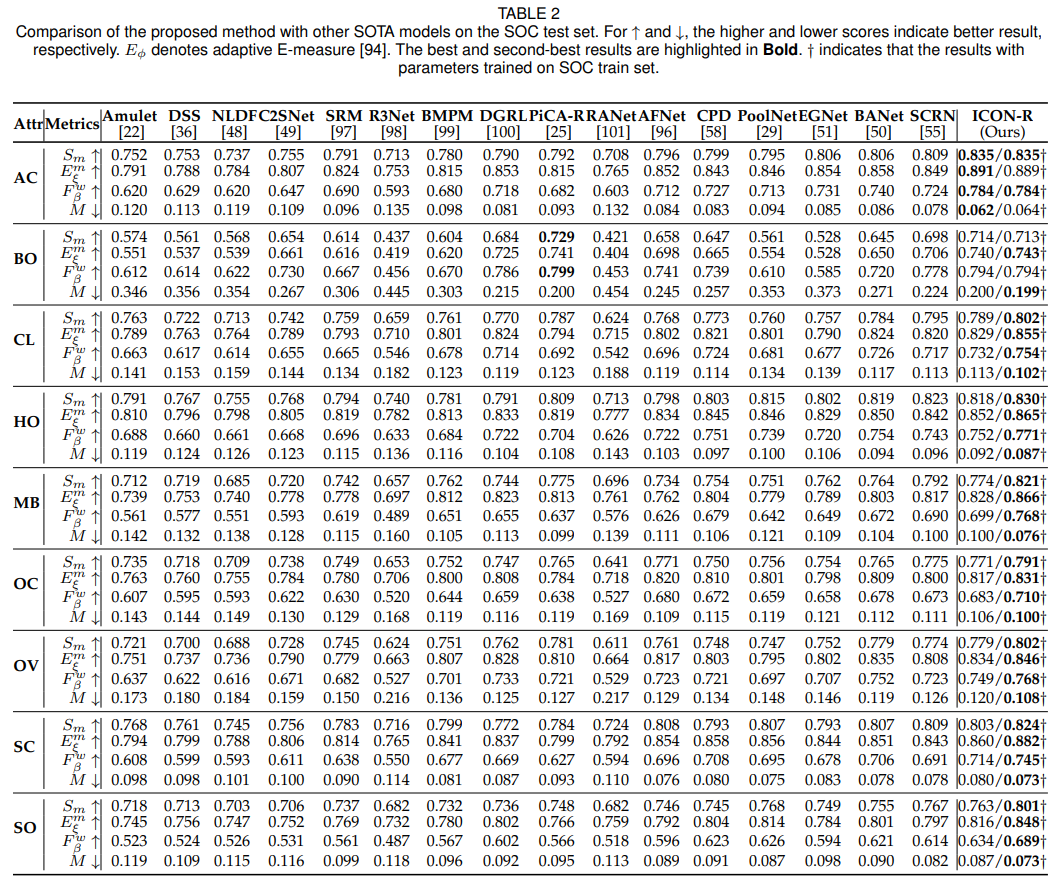 TABLE 2
Comparison of the proposed method with other SOTA models on the SOC test set. For ↑ and ↓, the higher and lower scores indicate better result,
respectively. Eϕ denotes adaptive E-measure [94]. The best and second-best results are highlighted in Bold. † indicates that the results with
parameters trained on SOC train set.
Attr Metrics Amulet [22] DSS [36] NLDF [48] C2SNet [49] SRM [97] R3Net [98] BMPM [99] DGRL [100] PiCA-R [25] RANet [101] AFNet [96] CPD [58] PoolNet [29] EGNet [51] BANet [50] SCRN [55] ICON-R (Ours)
AC
Sm ↑ 0.752 0.753 0.737 0.755 0.791 0.713 0.780 0.790 0.792 0.708 0.796 0.799 0.795 0.806 0.806 0.809 0.835/0.835†
E^m_ξ ↑ 0.791 0.788 0.784 0.807 0.824 0.753 0.815 0.853 0.815 0.765 0.852 0.843 0.846 0.854 0.858 0.849 0.891/0.889†
F^w_β ↑ 0.620 0.629 0.620 0.647 0.690 0.593 0.680 0.718 0.682 0.603 0.712 0.727 0.713 0.731 0.740 0.724 0.784/0.784†
M ↓ 0.120 0.113 0.119 0.109 0.096 0.135 0.098 0.081 0.093 0.132 0.084 0.083 0.094 0.085 0.086 0.078 0.062/0.064†
BO
Sm ↑ 0.574 0.561 0.568 0.654 0.614 0.437 0.604 0.684 0.729 0.421 0.658 0.647 0.561 0.528 0.645 0.698 0.714/0.713†
E^m_ξ ↑ 0.551 0.537 0.539 0.661 0.616 0.419 0.620 0.725 0.741 0.404 0.698 0.665 0.554 0.528 0.650 0.706 0.740/0.743†
F^w_β ↑ 0.612 0.614 0.622 0.730 0.667 0.456 0.670 0.786 0.799 0.453 0.741 0.739 0.610 0.585 0.720 0.778 0.794/0.794†
M ↓ 0.346 0.356 0.354 0.267 0.306 0.445 0.303 0.215 0.200 0.454 0.245 0.257 0.353 0.373 0.271 0.224 0.200/0.199†
CL
Sm ↑ 0.763 0.722 0.713 0.742 0.759 0.659 0.761 0.770 0.787 0.624 0.768 0.773 0.760 0.757 0.784 0.795 0.789/0.802†
E^m_ξ ↑ 0.789 0.763 0.764 0.789 0.793 0.710 0.801 0.824 0.794 0.715 0.802 0.821 0.801 0.790 0.824 0.820 0.829/0.855†
F^w_β ↑ 0.663 0.617 0.614 0.655 0.665 0.546 0.678 0.714 0.692 0.542 0.696 0.724 0.681 0.677 0.726 0.717 0.732/0.754†
M ↓ 0.141 0.153 0.159 0.144 0.134 0.182 0.123 0.119 0.123 0.188 0.119 0.114 0.134 0.139 0.117 0.113 0.113/0.102†
HO
Sm ↑ 0.791 0.767 0.755 0.768 0.794 0.740 0.781 0.791 0.809 0.713 0.798 0.803 0.815 0.802 0.819 0.823 0.818/0.830†
E^m_ξ ↑ 0.810 0.796 0.798 0.805 0.819 0.782 0.813 0.833 0.819 0.777 0.834 0.845 0.846 0.829 0.850 0.842 0.852/0.865†
F^w_β ↑ 0.688 0.660 0.661 0.668 0.696 0.633 0.684 0.722 0.704 0.626 0.722 0.751 0.739 0.720 0.754 0.743 0.752/0.771†
M ↓ 0.119 0.124 0.126 0.123 0.115 0.136 0.116 0.104 0.108 0.143 0.103 0.097 0.100 0.106 0.094 0.096 0.092/0.087†
MB
Sm ↑ 0.712 0.719 0.685 0.720 0.742 0.657 0.762 0.744 0.775 0.696 0.734 0.754 0.751 0.762 0.764 0.792 0.774/0.821†
E^m_ξ ↑ 0.739 0.753 0.740 0.778 0.778 0.697 0.812 0.823 0.813 0.761 0.762 0.804 0.779 0.789 0.803 0.817 0.828/0.866†
F^w_β ↑ 0.561 0.577 0.551 0.593 0.619 0.489 0.651 0.655 0.637 0.576 0.626 0.679 0.642 0.649 0.672 0.690 0.699/0.768†
M ↓ 0.142 0.132 0.138 0.128 0.115 0.160 0.105 0.113 0.099 0.139 0.111 0.106 0.121 0.109 0.104 0.100 0.100/0.076†
OC
Sm ↑ 0.735 0.718 0.709 0.738 0.749 0.653 0.752 0.747 0.765 0.641 0.771 0.750 0.756 0.754 0.765 0.775 0.771/0.791†
E^m_ξ ↑ 0.763 0.760 0.755 0.784 0.780 0.706 0.800 0.808 0.784 0.718 0.820 0.810 0.801 0.798 0.809 0.800 0.817/0.831†
F^w_β ↑ 0.607 0.595 0.593 0.622 0.630 0.520 0.644 0.659 0.638 0.527 0.680 0.672 0.659 0.658 0.678 0.673 0.683/0.710†
M ↓ 0.143 0.144 0.149 0.130 0.129 0.168 0.119 0.116 0.119 0.169 0.109 0.115 0.119 0.121 0.112 0.111 0.106/0.100†
OV
Sm ↑ 0.721 0.700 0.688 0.728 0.745 0.624 0.751 0.762 0.781 0.611 0.761 0.748 0.747 0.752 0.779 0.774 0.779/0.802†
E^m_ξ ↑ 0.751 0.737 0.736 0.790 0.779 0.663 0.807 0.828 0.810 0.664 0.817 0.803 0.795 0.802 0.835 0.808 0.834/0.846†
F^w_β ↑ 0.637 0.622 0.616 0.671 0.682 0.527 0.701 0.733 0.721 0.529 0.723 0.721 0.697 0.707 0.752 0.723 0.749/0.768†
M ↓ 0.173 0.180 0.184 0.159 0.150 0.216 0.136 0.125 0.127 0.217 0.129 0.134 0.148 0.146 0.119 0.126 0.120/0.108†
SC
Sm ↑ 0.768 0.761 0.745 0.756 0.783 0.716 0.799 0.772 0.784 0.724 0.808 0.793 0.807 0.793 0.807 0.809 0.803/0.824†
E^m_ξ ↑ 0.794 0.799 0.788 0.806 0.814 0.765 0.841 0.837 0.799 0.792 0.854 0.858 0.856 0.844 0.851 0.843 0.860/0.882†
F^w_β ↑ 0.608 0.599 0.593 0.611 0.638 0.550 0.677 0.669 0.627 0.594 0.696 0.708 0.695 0.678 0.706 0.691 0.714/0.745†
M ↓ 0.098 0.098 0.101 0.100 0.090 0.114 0.081 0.087 0.093 0.110 0.076 0.080 0.075 0.083 0.078 0.078 0.080/0.073†
SO
Sm ↑ 0.718 0.713 0.703 0.706 0.737 0.682 0.732 0.736 0.748 0.682 0.746 0.745 0.768 0.749 0.755 0.767 0.763/0.801†
E^m_ξ ↑ 0.745 0.756 0.747 0.752 0.769 0.732 0.780 0.802 0.766 0.759 0.792 0.804 0.814 0.784 0.801 0.797 0.816/0.848†
F^w_β ↑ 0.523 0.524 0.526 0.531 0.561 0.487 0.567 0.602 0.566 0.518 0.596 0.623 0.626 0.594 0.621 0.614 0.634/0.689†
M ↓ 0.119 0.109 0.115 0.116 0.099 0.118 0.096 0.092 0.095 0.113 0.089 0.091 0.087 0.098 0.090 0.082 0.087/0.073†